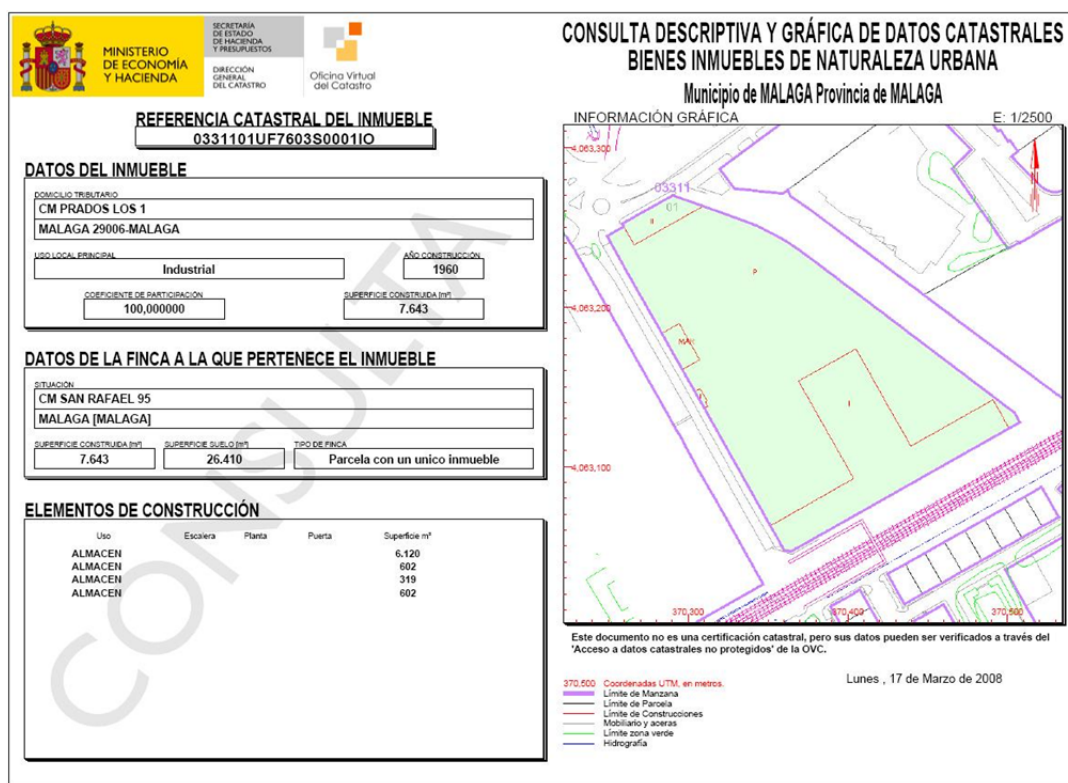 MINISTERIO
DE ECONOMÍA
Y HACIENDA
SECRETARÍA
DE ESTADO
DE HACIENDA
Y PRESUPUESTOS
DIRECCIÓN
GENERAL
DEL CATASTRO
Oficina Virtual
del Catastro
REFERENCIA CATASTRAL DEL INMUEBLE
0331101UF7603S0001IO
DATOS DEL INMUEBLE
DOMICILIO TRIBUTARIO
CM PRADOS LOS 1
MALAGA 29006-MALAGA
USO LOCAL PRINCIPAL
Industrial
AÑO CONSTRUCCIÓN
1960
COEFICIENTE DE PARTICIPACIÓN
100,000000
SUPERFICIE CONSTRUIDA [m²]
7.643
DATOS DE LA FINCA A LA QUE PERTENECE EL INMUEBLE
SITUACIÓN
CM SAN RAFAEL 95
MALAGA [MALAGA]
SUPERFICIE CONSTRUIDA [m²] SUPERFICIE SUELO [m²] TIPO DE FINCA
7.643 26.410 Parcela con un unico inmueble
ELEMENTOS DE CONSTRUCCIÓN
Uso Escalera Planta Puerta Superficie m²
ALMACEN 6.120
ALMACEN 602
ALMACEN 319
ALMACEN 602
CONSULTA
CONSULTA DESCRIPTIVA Y GRÁFICA DE DATOS CATASTRALES
BIENES INMUEBLES DE NATURALEZA URBANA
Municipio de MALAGA Provincia de MALAGA
INFORMACIÓN GRÁFICA E: 1/2500
4,063,300
03311
01
II
P
4,063,200
I
4,063,100
370,300 370,400 370,500
Este documento no es una certificación catastral, pero sus datos pueden ser verificados a través del
'Acceso a datos catastrales no protegidos' de la OVC.
Lunes , 17 de Marzo de 2008
370,500 Coordenadas UTM, en metros.
Límite de Manzana
Límite de Parcela
Límite de Construcciones
Mobiliario y aceras
Límite zona verde
Hidrografía